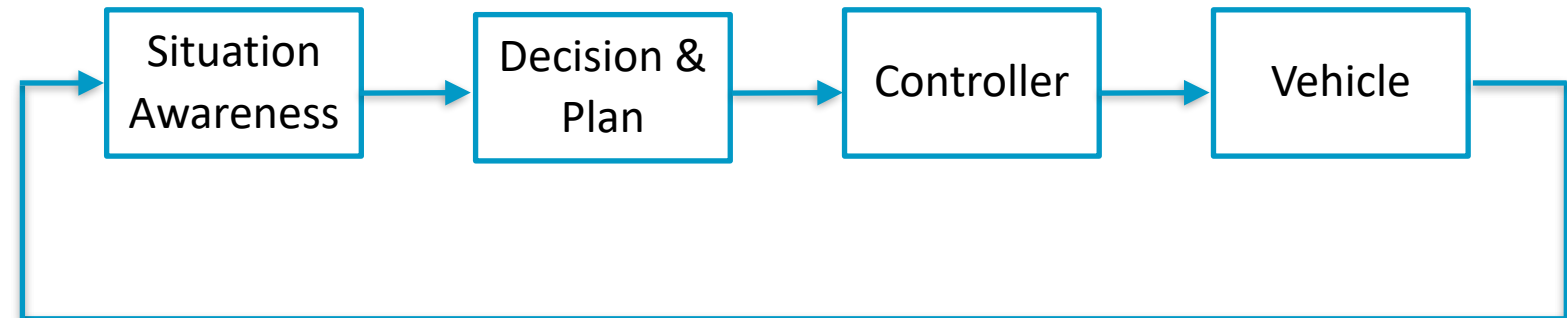 Situation
Awareness
Decision &
Plan
Controller
Vehicle